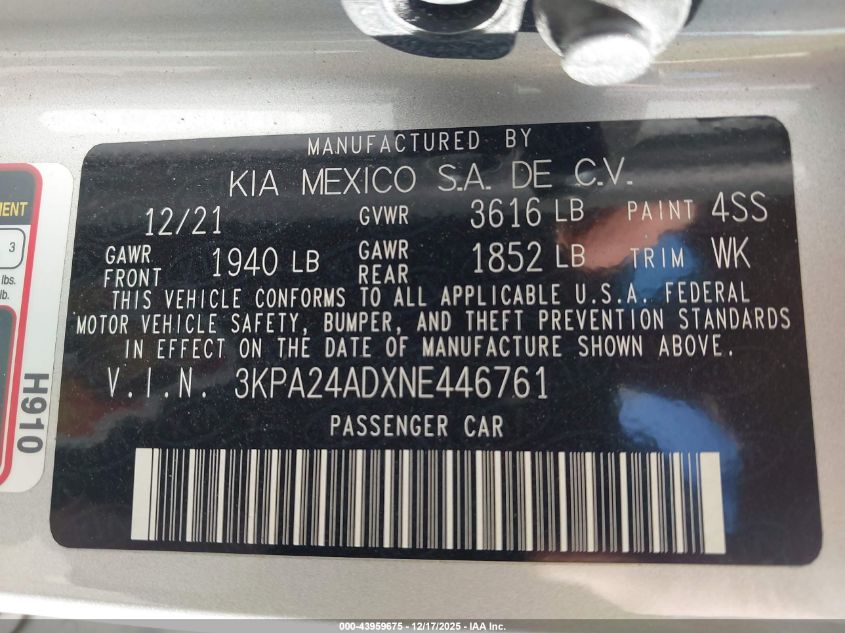 MANUFACTURED BY
KIA MEXICO S.A. DE C.V.
12/21 GVWR 3616 LB PAINT 4SS
GAWR FRONT 1940 LB GAWR REAR 1852 LB TRIM WK
THIS VEHICLE CONFORMS TO ALL APPLICABLE U.S.A. FEDERAL
MOTOR VEHICLE SAFETY, BUMPER, AND THEFT PREVENTION STANDARDS
IN EFFECT ON THE DATE OF MANUFACTURE SHOWN ABOVE.
V.I.N. 3KPA24ADXNE446761
PASSENGER CAR
3
lbs.
lb.
H910
000-43959675 - 12/17/2025 - IAA Inc.